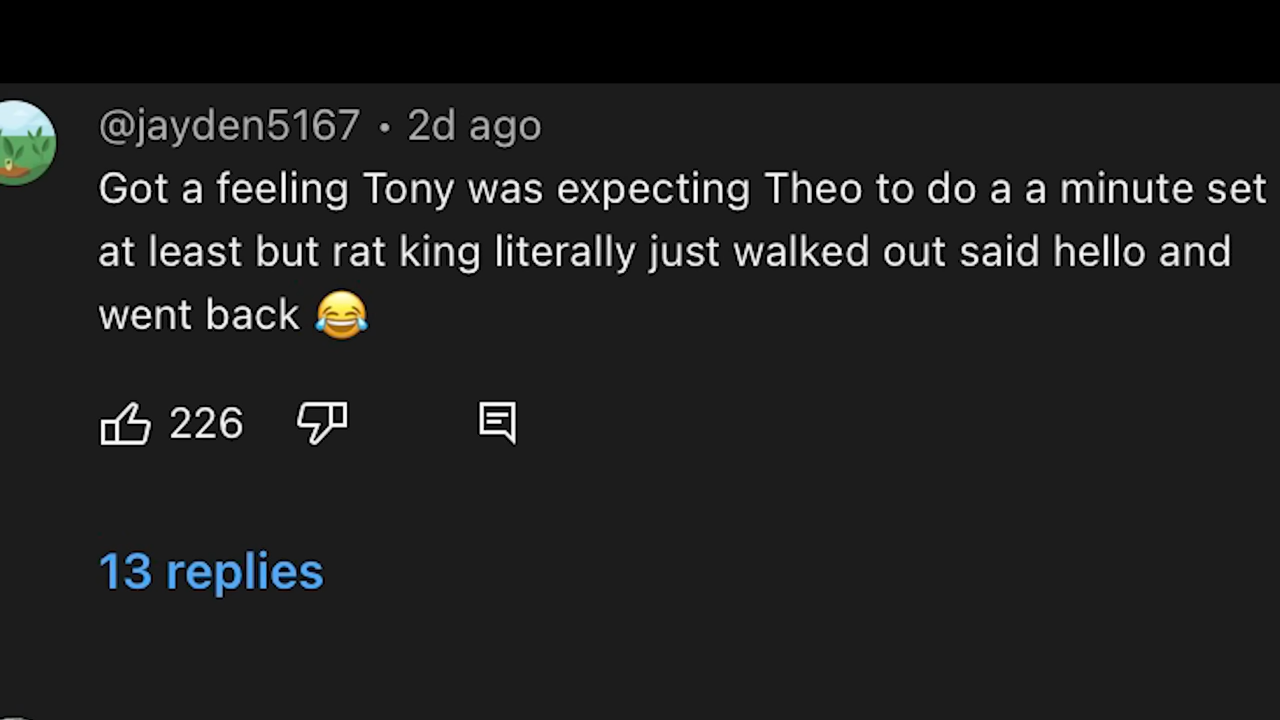 @jayden5167 • 2d ago
Got a feeling Tony was expecting Theo to do a a minute set
at least but rat king literally just walked out said hello and
went back 😂
226
13 replies